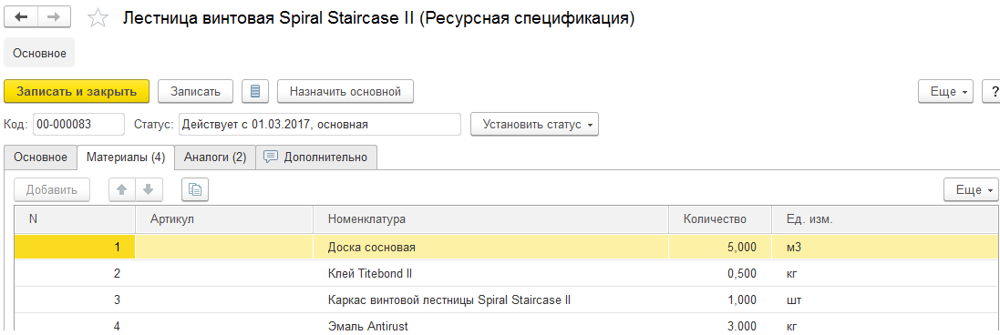 Лестница винтовая Spiral Staircase II (Ресурсная спецификация)
Основное
Записать и закрыть Записать Назначить основной Еще ?
Код: 00-000083 Статус: Действует с 01.03.2017, основная Установить статус
Основное Материалы (4) Аналоги (2) Дополнительно
Добавить Еще
N Артикул Номенклатура Количество Ед. изм.
1 Доска сосновая 5,000 м3
2 Клей Titebond II 0,500 кг
3 Каркас винтовой лестницы Spiral Staircase II 1,000 шт
4 Эмаль Antirust 3,000 кг